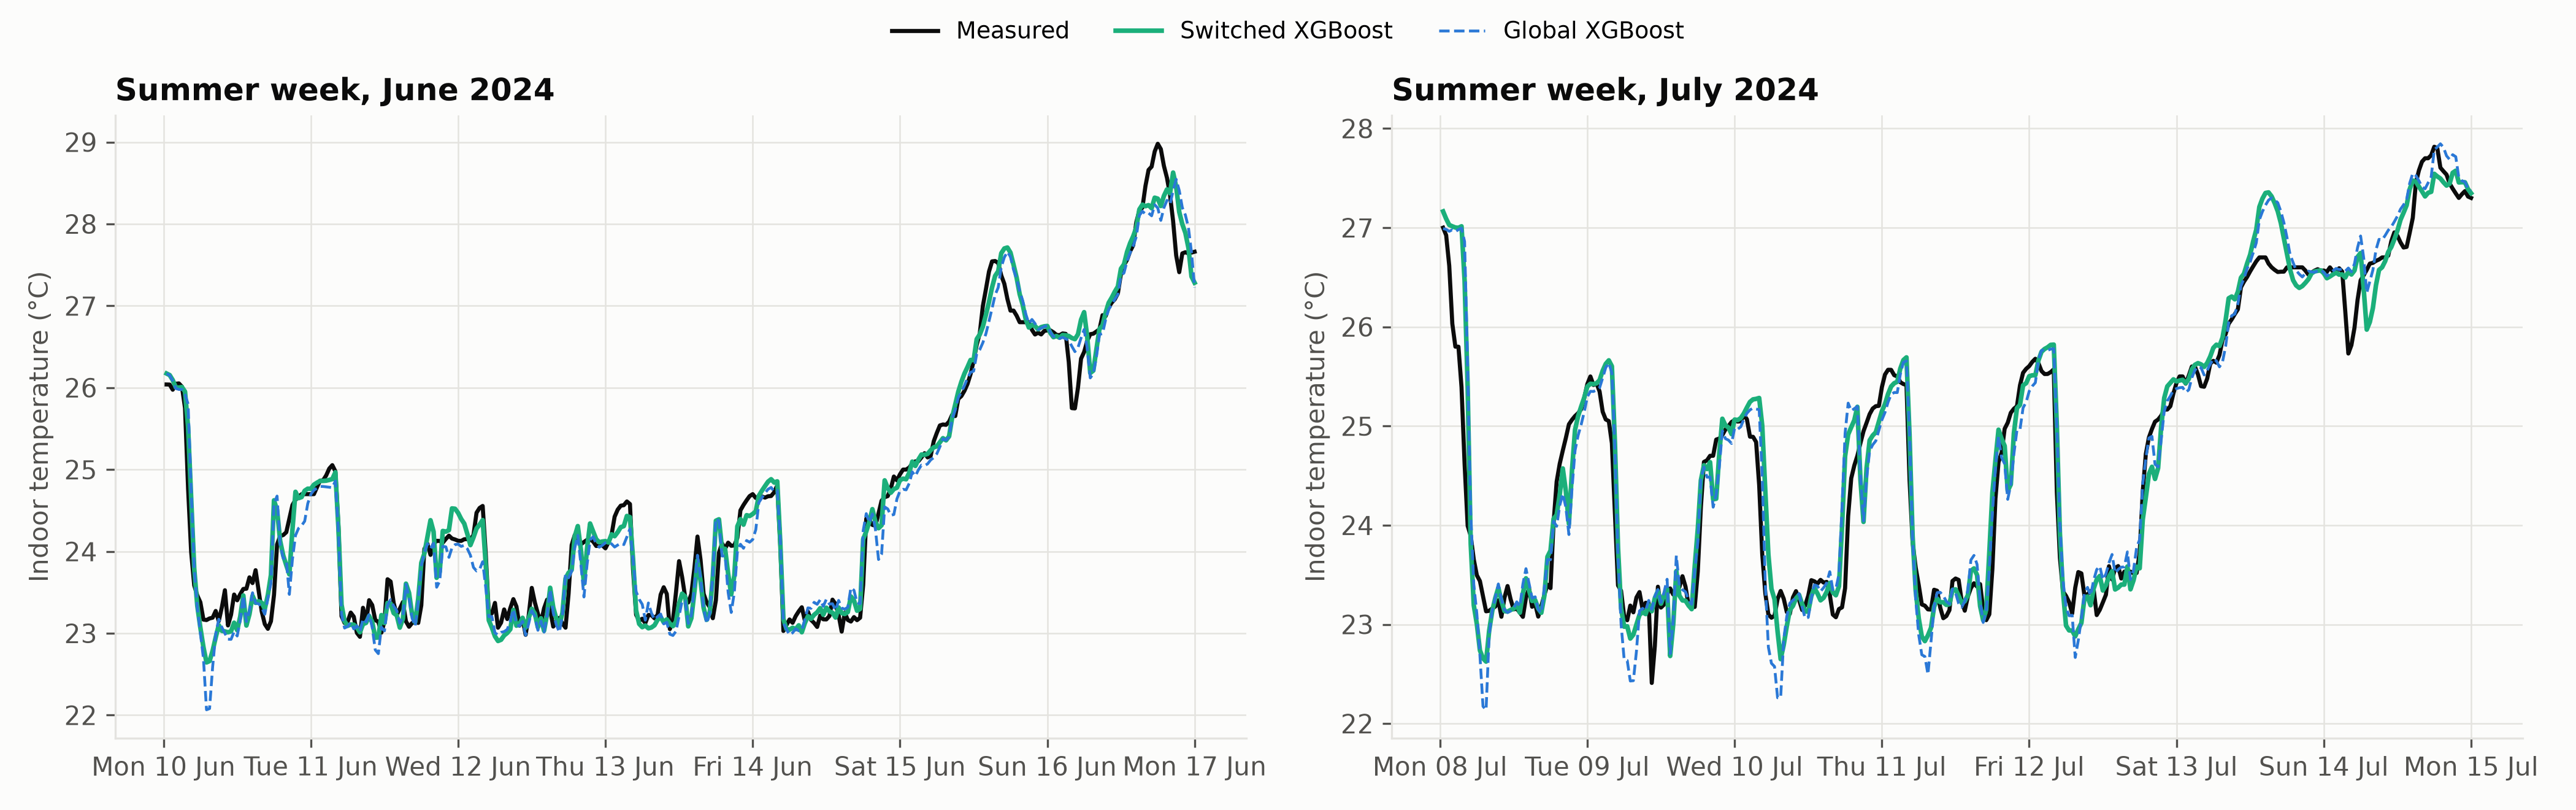 Measured Switched XGBoost Global XGBoost
Summer week, June 2024
Indoor temperature (°C)
29
28
27
26
25
24
23
22
Mon 10 Jun Tue 11 Jun Wed 12 Jun Thu 13 Jun Fri 14 Jun Sat 15 Jun Sun 16 Jun Mon 17 Jun
Summer week, July 2024
Indoor temperature (°C)
28
27
26
25
24
23
22
Mon 08 Jul Tue 09 Jul Wed 10 Jul Thu 11 Jul Fri 12 Jul Sat 13 Jul Sun 14 Jul Mon 15 Jul